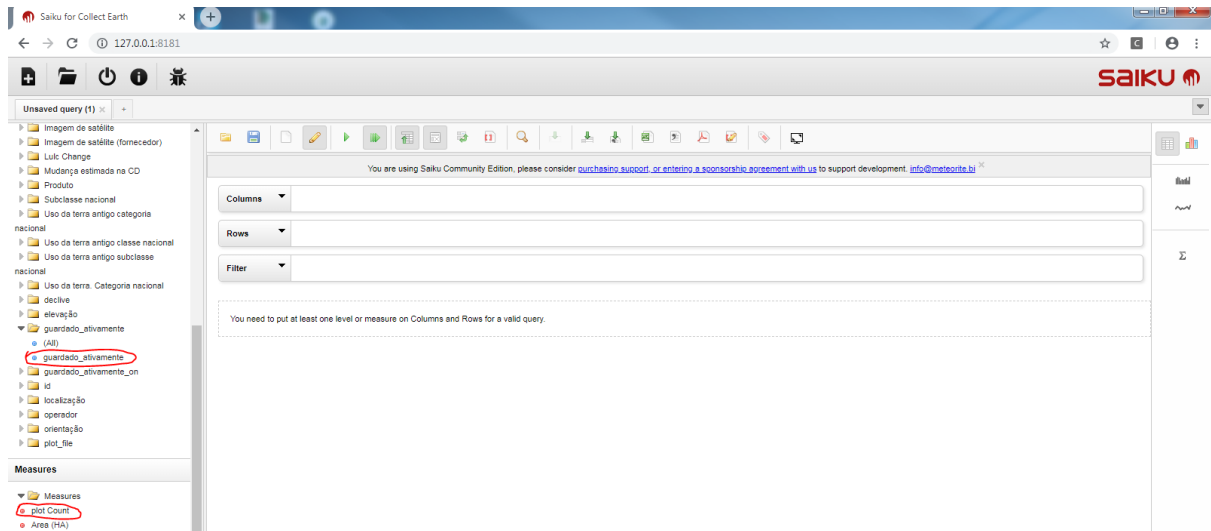 Saiku for Collect Earth
127.0.0.1:8181
saiku
Unsaved query (1)
Imagem de satélite
Imagem de satélite (fornecedor)
Lulc Change
Mudança estimada na CD
Produto
Subclasse nacional
Uso da terra antigo categoria
nacional
Uso da terra antigo classe nacional
Uso da terra antigo subclasse
nacional
Uso da terra. Categoria nacional
declive
elevação
guardado_ativamente
(All)
guardado_ativamente
guardado_ativamente_on
id
localização
operador
orientação
plot_file
Measures
Measures
plot Count
Area (HA)
You are using Saiku Community Edition, please consider purchasing support, or entering a sponsorship agreement with us to support development. info@meteorite.bi
Columns
Rows
Filter
You need to put at least one level or measure on Columns and Rows for a valid query.
Σ